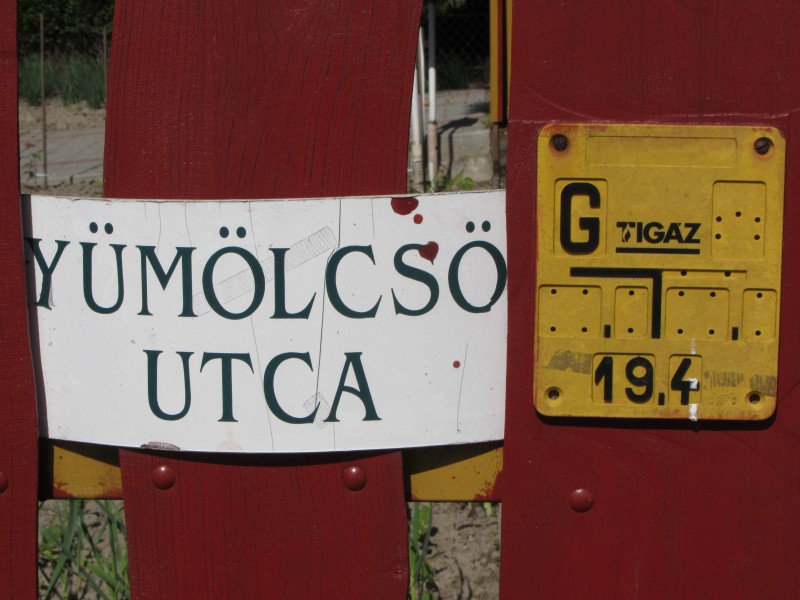 YÜMÖLCSÖ
UTCA
G TIGÁZ
19,4